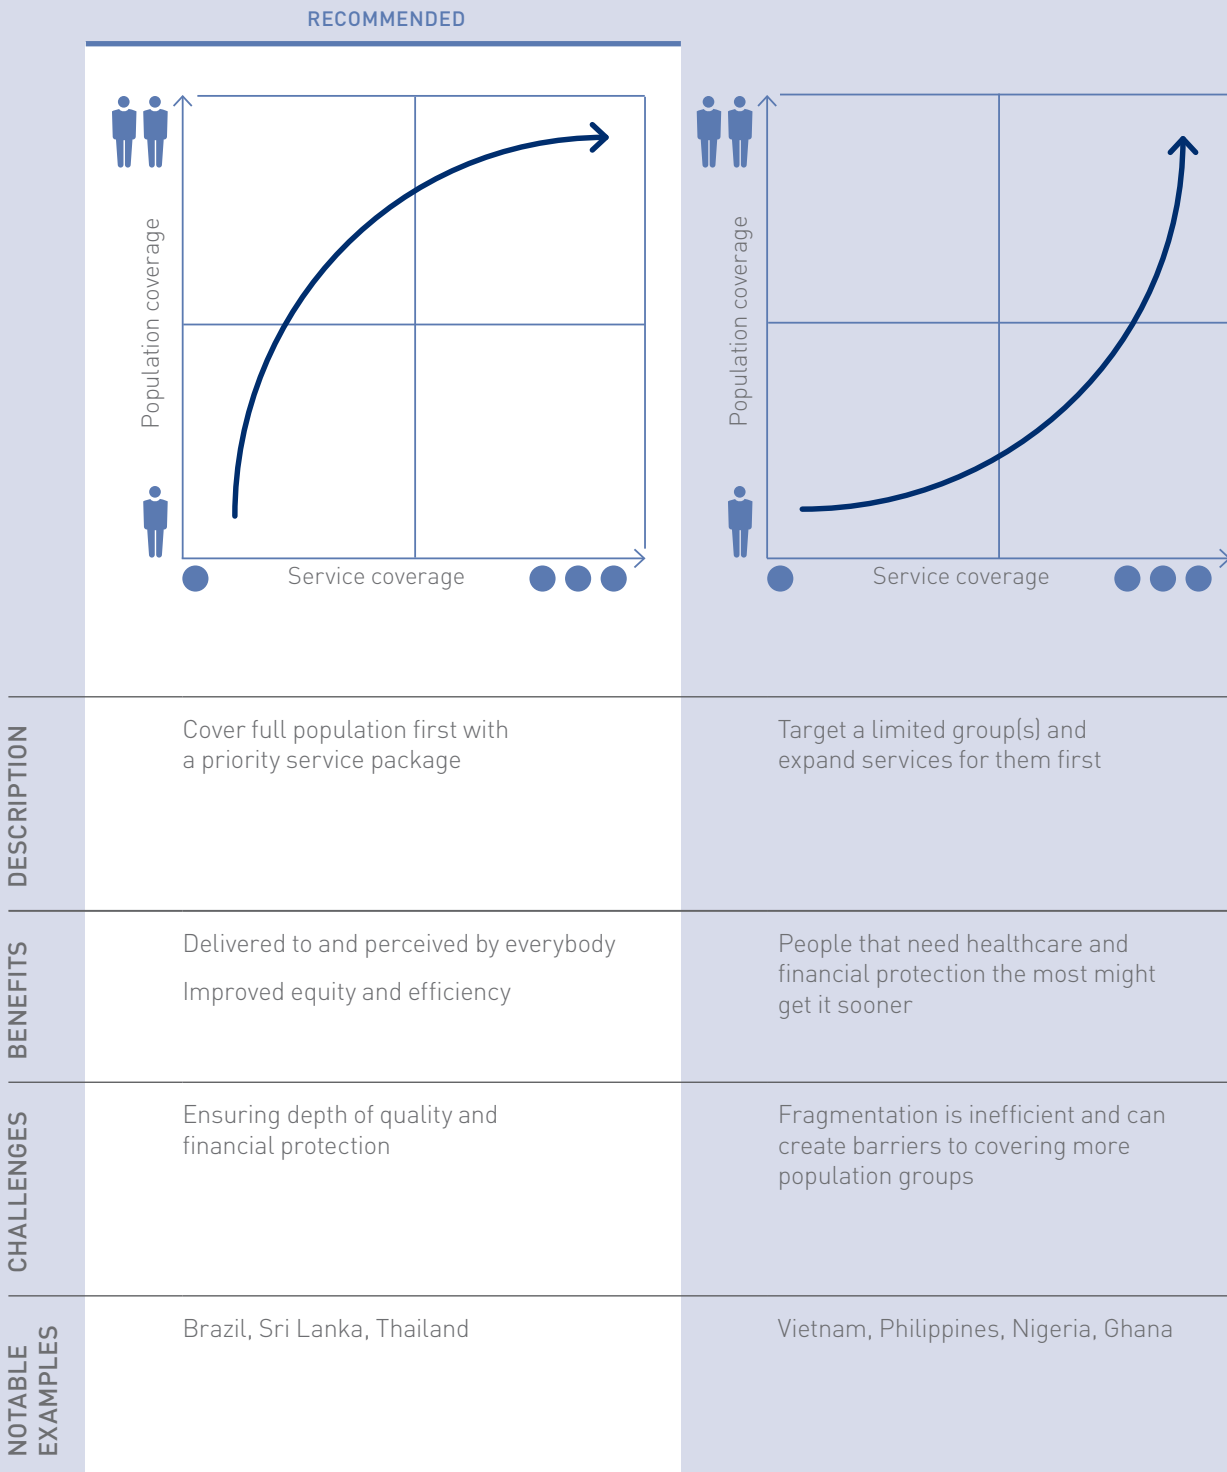 RECOMMENDED
Population coverage
Service coverage
Population coverage
Service coverage
DESCRIPTION
Cover full population first with
a priority service package
Target a limited group(s) and
expand services for them first
BENEFITS
Delivered to and perceived by everybody
Improved equity and efficiency
People that need healthcare and
financial protection the most might
get it sooner
CHALLENGES
Ensuring depth of quality and
financial protection
Fragmentation is inefficient and can
create barriers to covering more
population groups
NOTABLE
EXAMPLES
Brazil, Sri Lanka, Thailand
Vietnam, Philippines, Nigeria, Ghana